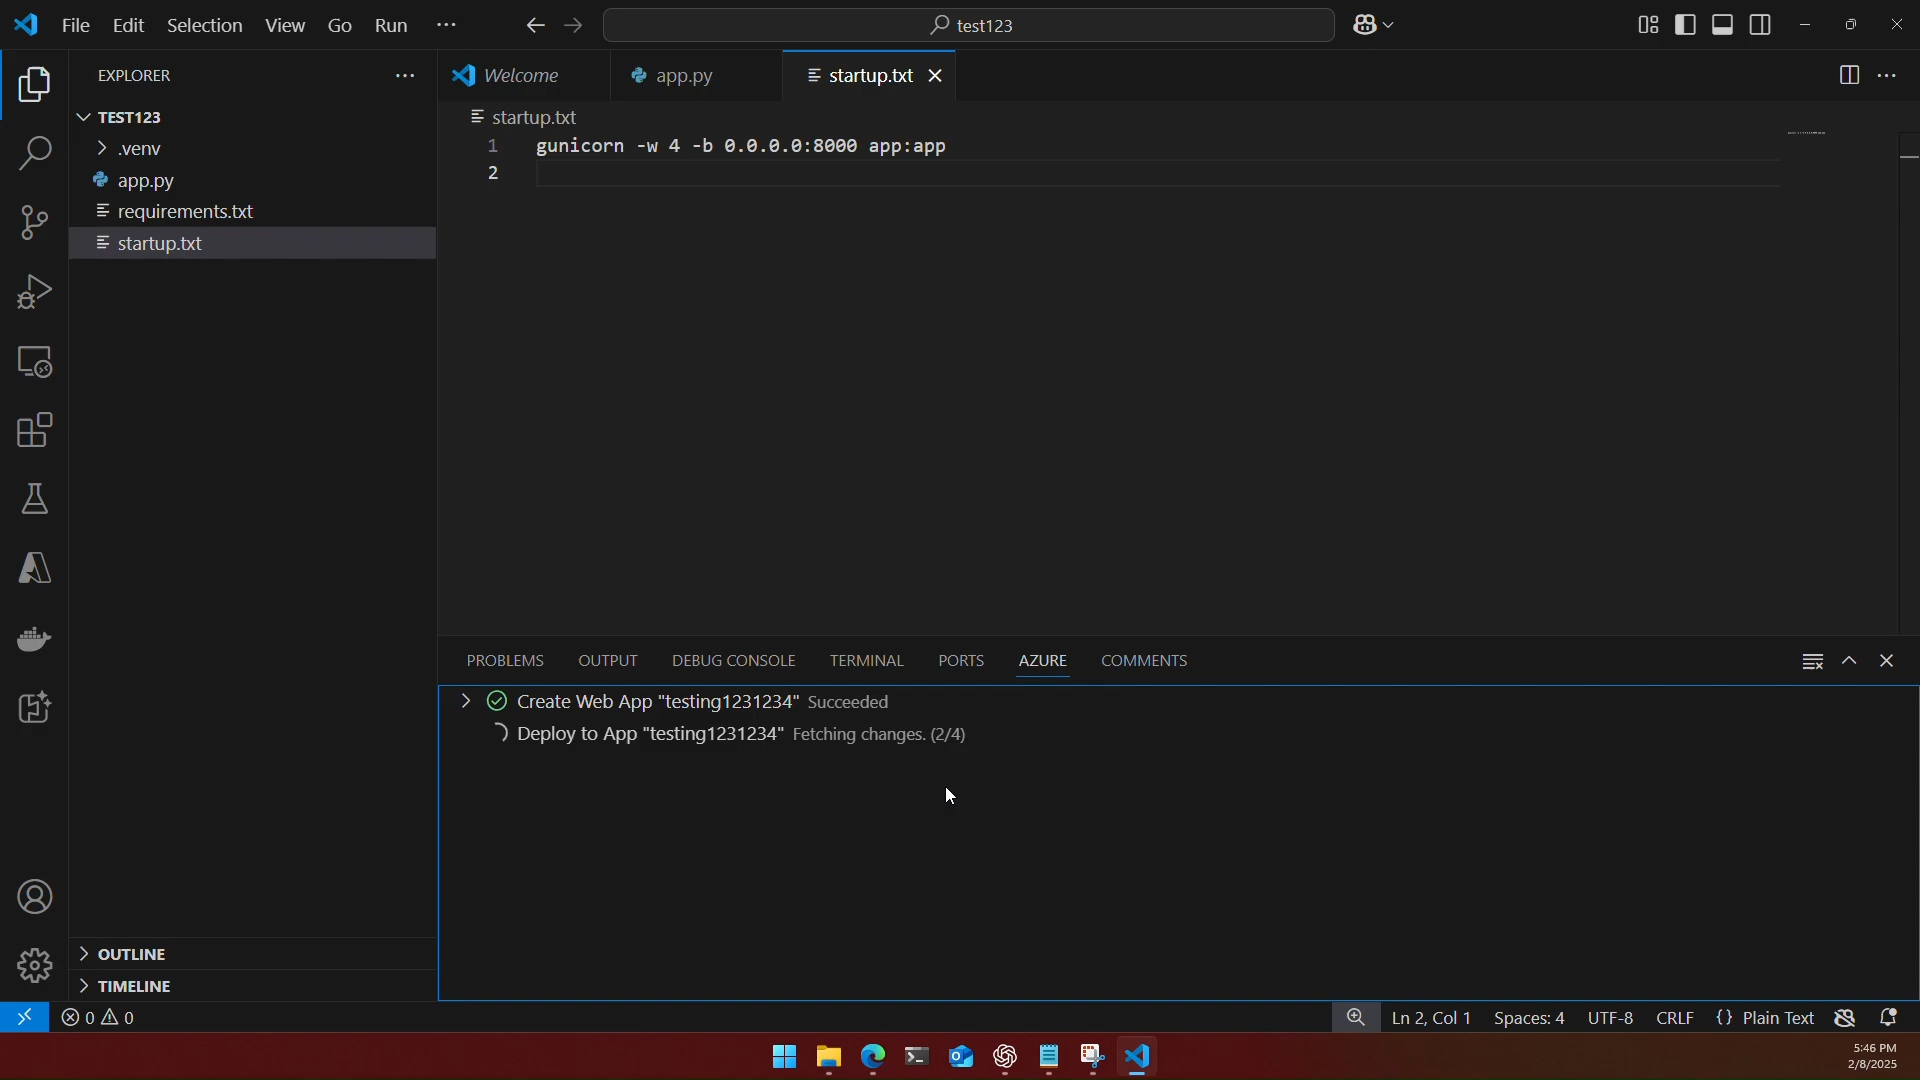 File Edit Selection View Go Run ···
test123
EXPLORER ···
TEST123
.venv
app.py
requirements.txt
startup.txt
OUTLINE
TIMELINE
Welcome app.py startup.txt
startup.txt
1 gunicorn -w 4 -b 0.0.0.0:8000 app:app
2
PROBLEMS OUTPUT DEBUG CONSOLE TERMINAL PORTS AZURE COMMENTS
Create Web App "testing1231234" Succeeded
Deploy to App "testing1231234" Fetching changes. (2/4)
0 0 Ln 2, Col 1 Spaces: 4 UTF-8 CRLF {} Plain Text
5:46 PM
2/8/2025